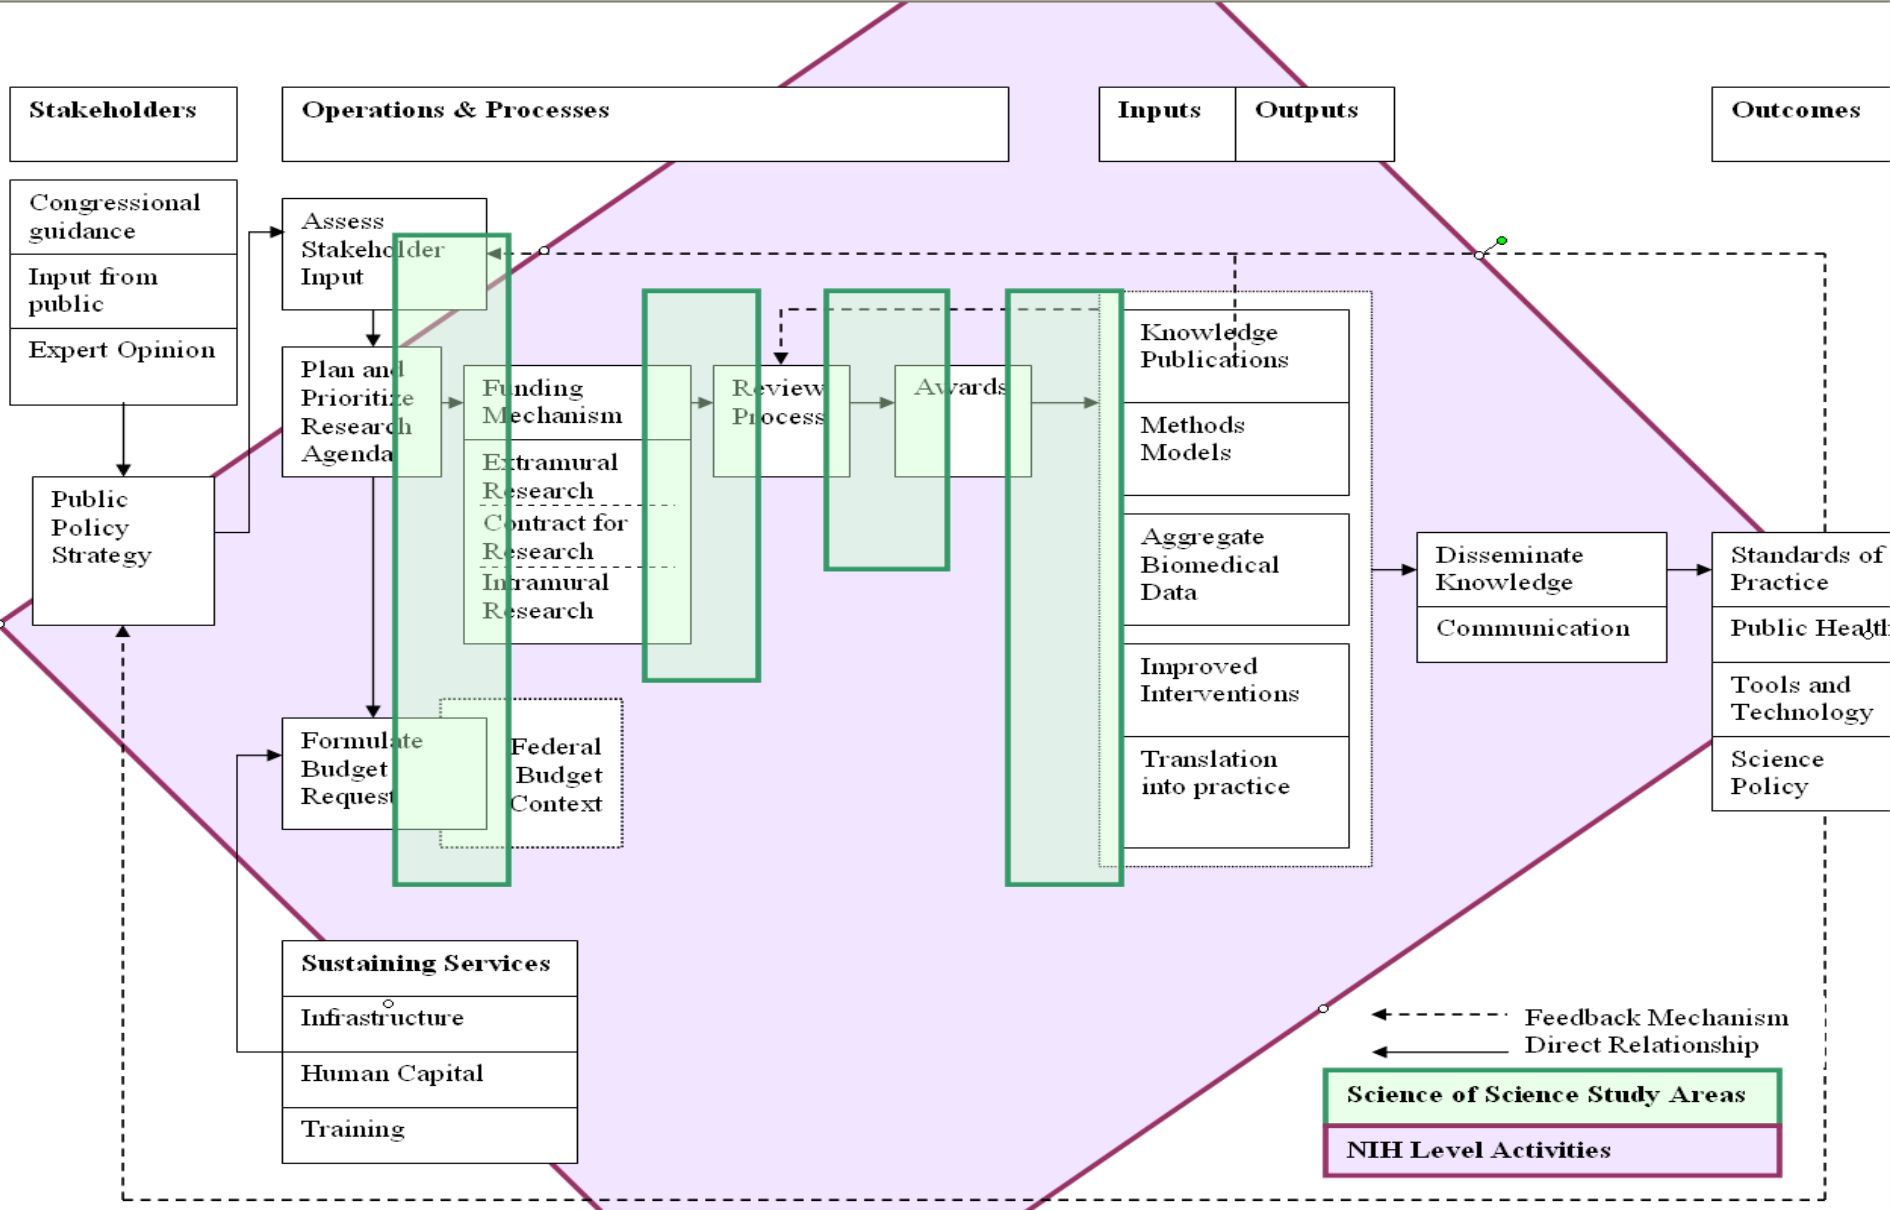 Stakeholders
Operations & Processes
Inputs
Outputs
Outcomes
Congressional
guidance
Input from
public
Expert Opinion
Public
Policy
Strategy
Assess
Stakeholder
Input
Plan and
Prioritize
Research
Agenda
Formulate
Budget
Request
Federal
Budget
Context
Funding
Mechanism
Extramural
Research
Contract for
Research
Intramural
Research
Review
Process
Awards
Knowledge
Publications
Methods
Models
Aggregate
Biomedical
Data
Improved
Interventions
Translation
into practice
Disseminate
Knowledge
Communication
Standards of
Practice
Public Health
Tools and
Technology
Science
Policy
Sustaining Services
Infrastructure
Human Capital
Training
Feedback Mechanism
Direct Relationship
Science of Science Study Areas
NIH Level Activities